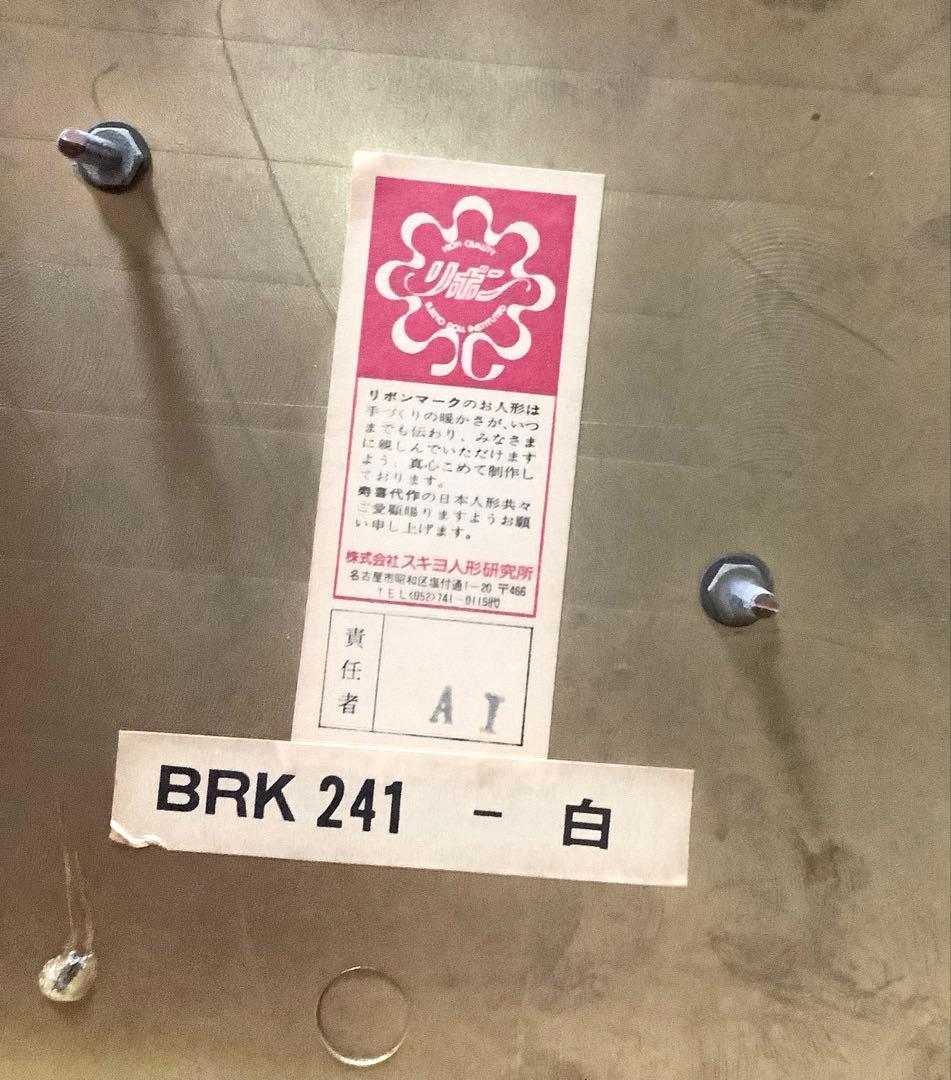 HIGH QUALITY
リボン
SUKIYO DOLL INSTITUTION
リボンマークのお人形は
手づくりの暖かさが、いつ
までも伝わり、みなさま
に親しんでいただけます
よう、真心こめて制作し
ております。
寿喜代作の日本人形共々
ご愛顧賜りますようお願
い申し上げます。
株式会社スキヨ人形研究所
名古屋市昭和区塩付通1-20 〒466
TEL<052>741-0115㈹
責任者
A I
BRK 241 - 白